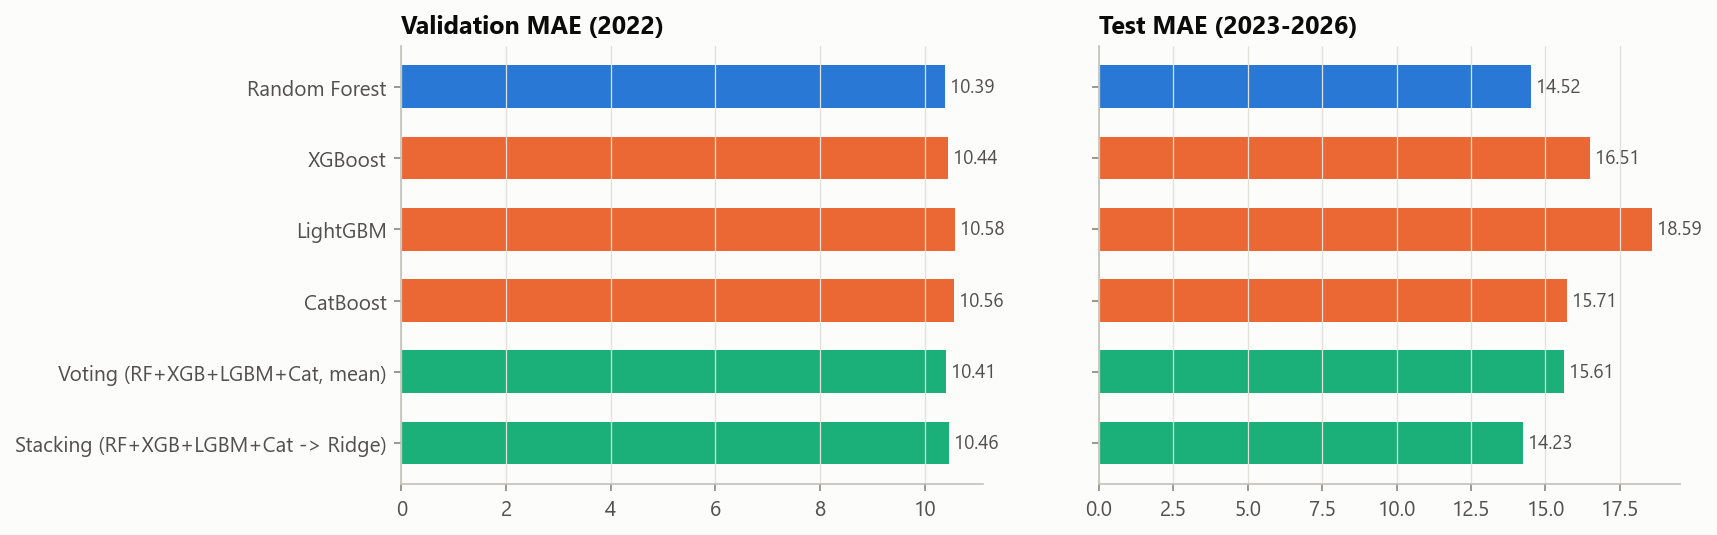 Validation MAE (2022)
Random Forest
10.39
XGBoost
10.44
LightGBM
10.58
CatBoost
10.56
Voting (RF+XGB+LGBM+Cat, mean)
10.41
Stacking (RF+XGB+LGBM+Cat -> Ridge)
10.46
0 2 4 6 8 10
Test MAE (2023-2026)
14.52
16.51
18.59
15.71
15.61
14.23
0.0 2.5 5.0 7.5 10.0 12.5 15.0 17.5